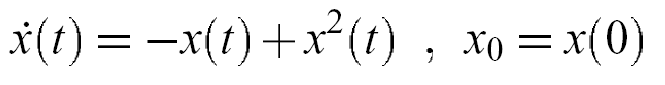 ẋ(t) = −x(t) + x²(t) , x₀ = x(0)